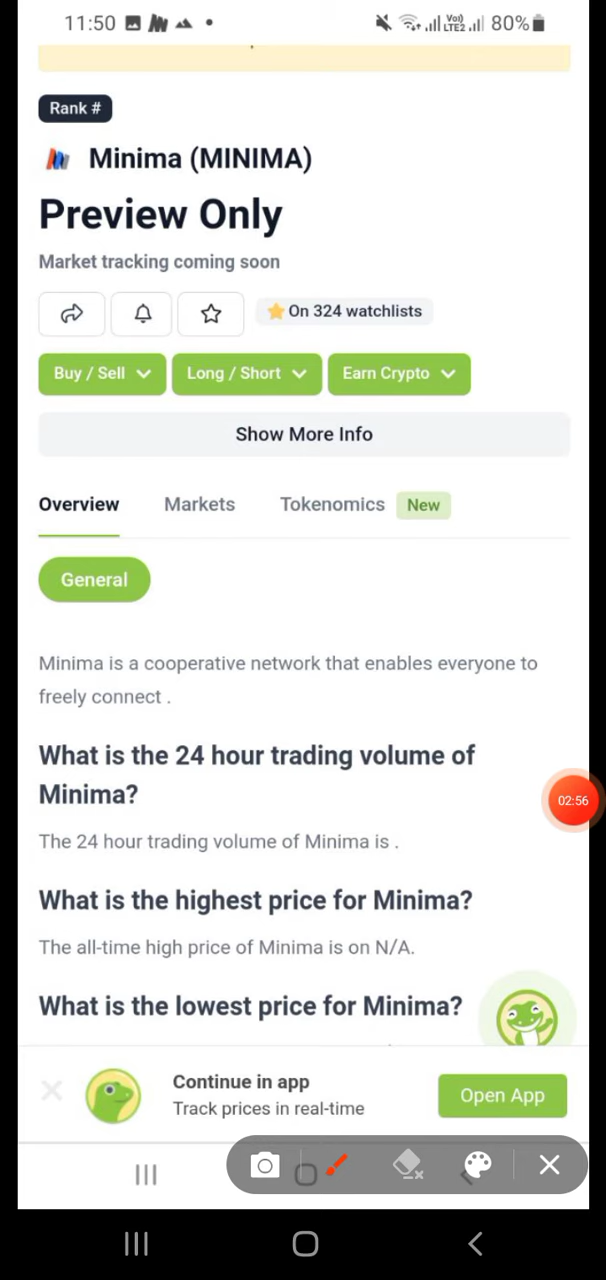 11:50
Vo))
LTE2
80%
Rank #
Minima (MINIMA)
Preview Only
Market tracking coming soon
On 324 watchlists
Buy / Sell
Long / Short
Earn Crypto
Show More Info
Overview
Markets
Tokenomics
New
General
Minima is a cooperative network that enables everyone to
freely connect .
What is the 24 hour trading volume of
Minima?
02:56
The 24 hour trading volume of Minima is .
What is the highest price for Minima?
The all-time high price of Minima is on N/A.
What is the lowest price for Minima?
Continue in app
Track prices in real-time
Open App